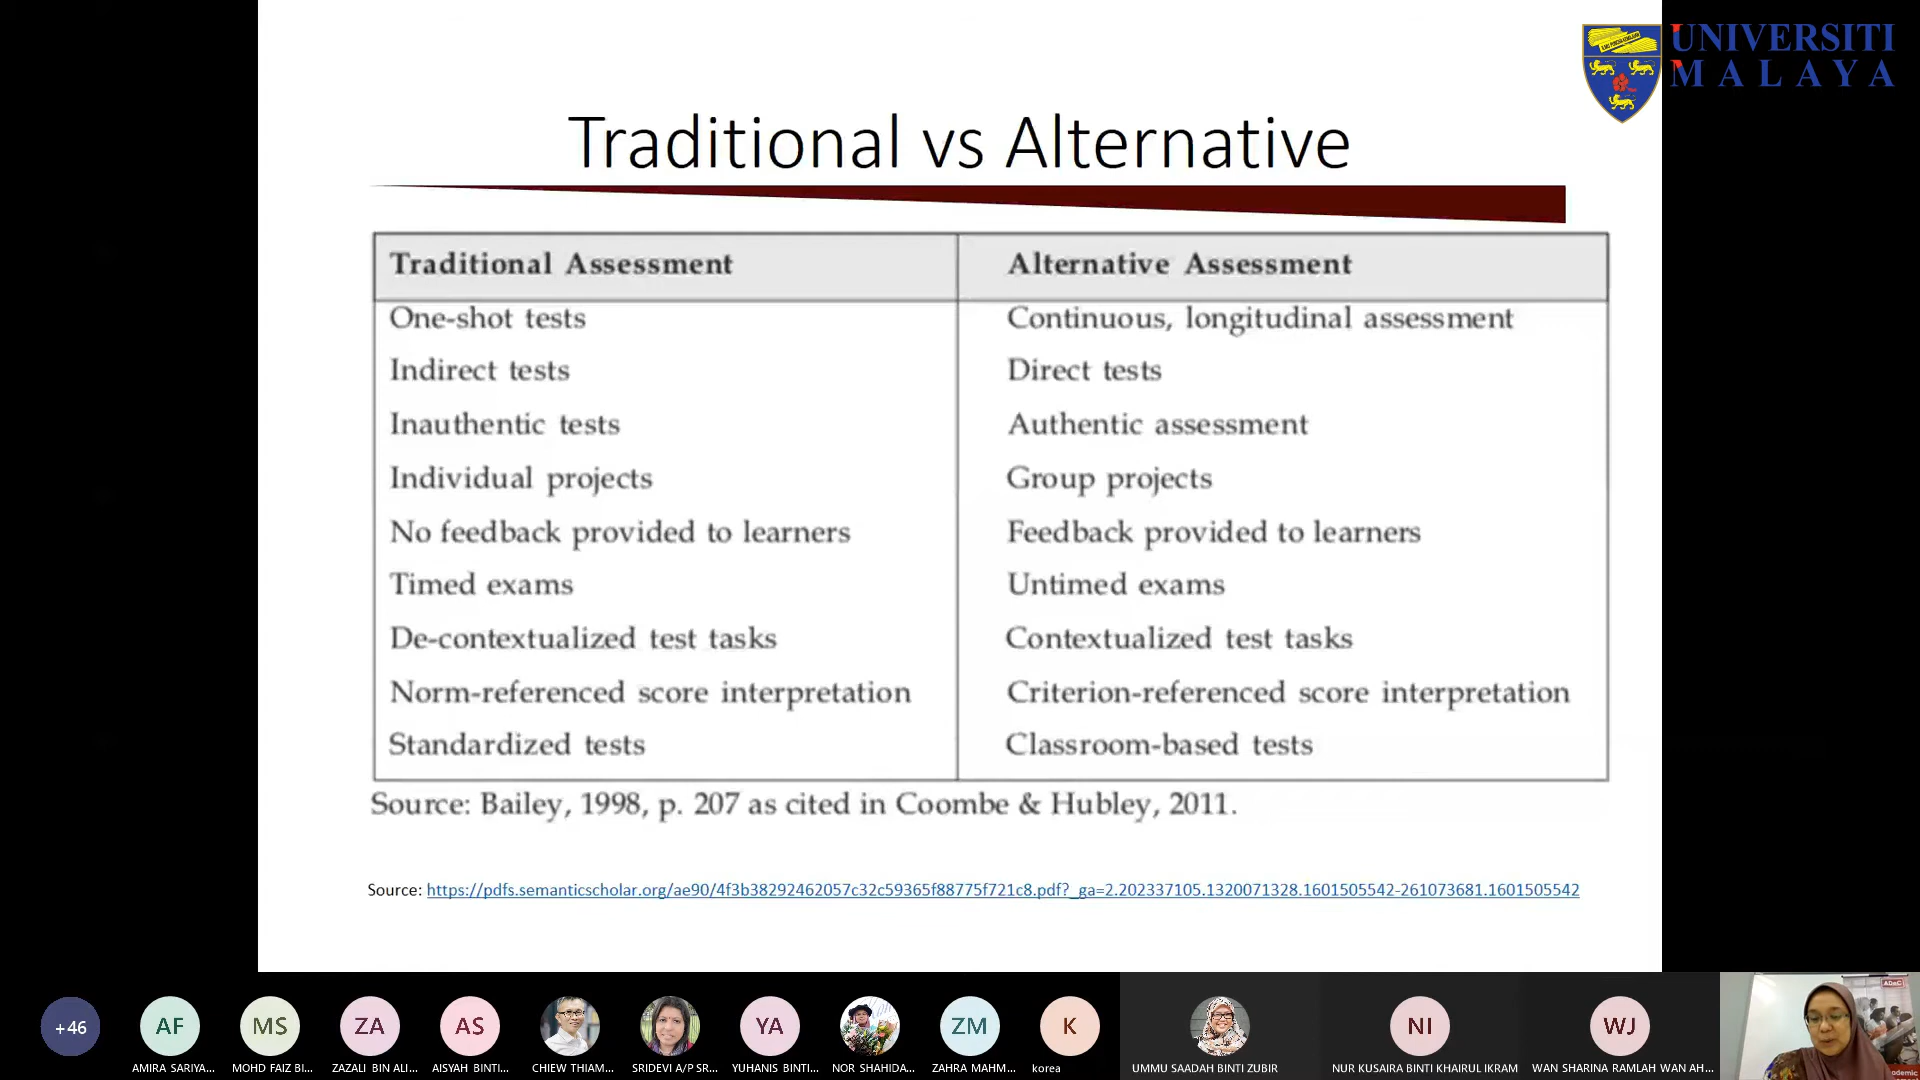 UNIVERSITI
MALAYA
Traditional vs Alternative
Traditional Assessment
Alternative Assessment
One-shot tests
Continuous, longitudinal assessment
Indirect tests
Direct tests
Inauthentic tests
Authentic assessment
Individual projects
Group projects
No feedback provided to learners
Feedback provided to learners
Timed exams
Untimed exams
De-contextualized test tasks
Contextualized test tasks
Norm-referenced score interpretation
Criterion-referenced score interpretation
Standardized tests
Classroom-based tests
Source: Bailey, 1998, p. 207 as cited in Coombe & Hubley, 2011.
Source: https://pdfs.semanticscholar.org/ae90/4f3b38292462057c32c59365f88775f721c8.pdf?_ga=2.202337105.1320071328.1601505542-261073681.1601505542
+46
AF
MS
ZA
AS
YA
ZM
K
NI
WJ
AMIRA SARIYA...
MOHD FAIZ BI...
ZAZALI BIN ALI...
AISYAH BINTI...
CHIEW THIAM...
SRIDEVI A/P SR...
YUHANIS BINTI...
NOR SHAHIDA...
ZAHRA MAHM...
korea
UMMU SAADAH BINTI ZUBIR
NUR KUSAIRA BINTI KHAIRUL IKRAM
WAN SHARINA RAMLAH WAN AH...